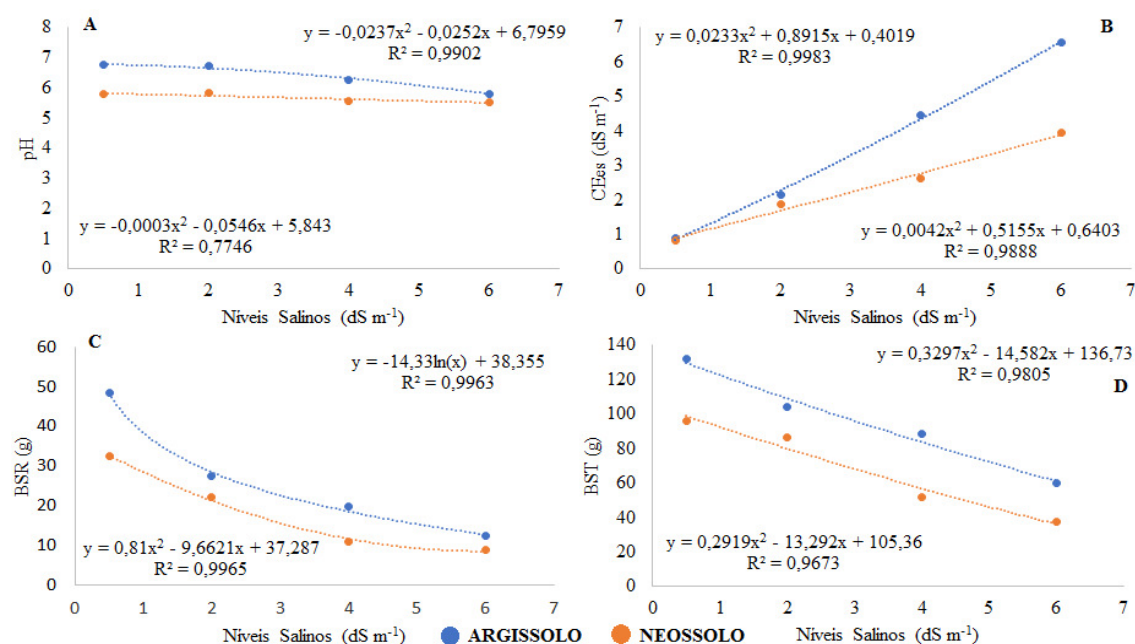 A
y = -0,0237x² - 0,0252x + 6,7959
R² = 0,9902
8
7
6
5
4
3
2
1
0
pH
y = -0,0003x² - 0,0546x + 5,843
R² = 0,7746
0 1 2 3 4 5 6 7
Níveis Salinos (dS m⁻¹)
B
y = 0,0233x² + 0,8915x + 0,4019
R² = 0,9983
7
6
5
4
3
2
1
0
CEes (dS m⁻¹)
y = 0,0042x² + 0,5155x + 0,6403
R² = 0,9888
0 1 2 3 4 5 6 7
Níveis Salinos (dS m⁻¹)
C
y = -14,33ln(x) + 38,355
R² = 0,9963
60
50
40
30
20
10
0
BSR (g)
y = 0,81x² - 9,6621x + 37,287
R² = 0,9965
0 1 2 3 4 5 6 7
Níveis Salinos (dS m⁻¹)
y = 0,3297x² - 14,582x + 136,73
R² = 0,9805
D
140
120
100
80
60
40
20
0
BST (g)
y = 0,2919x² - 13,292x + 105,36
R² = 0,9673
0 1 2 3 4 5 6 7
Níveis Salinos (dS m⁻¹)
ARGISSOLO NEOSSOLO